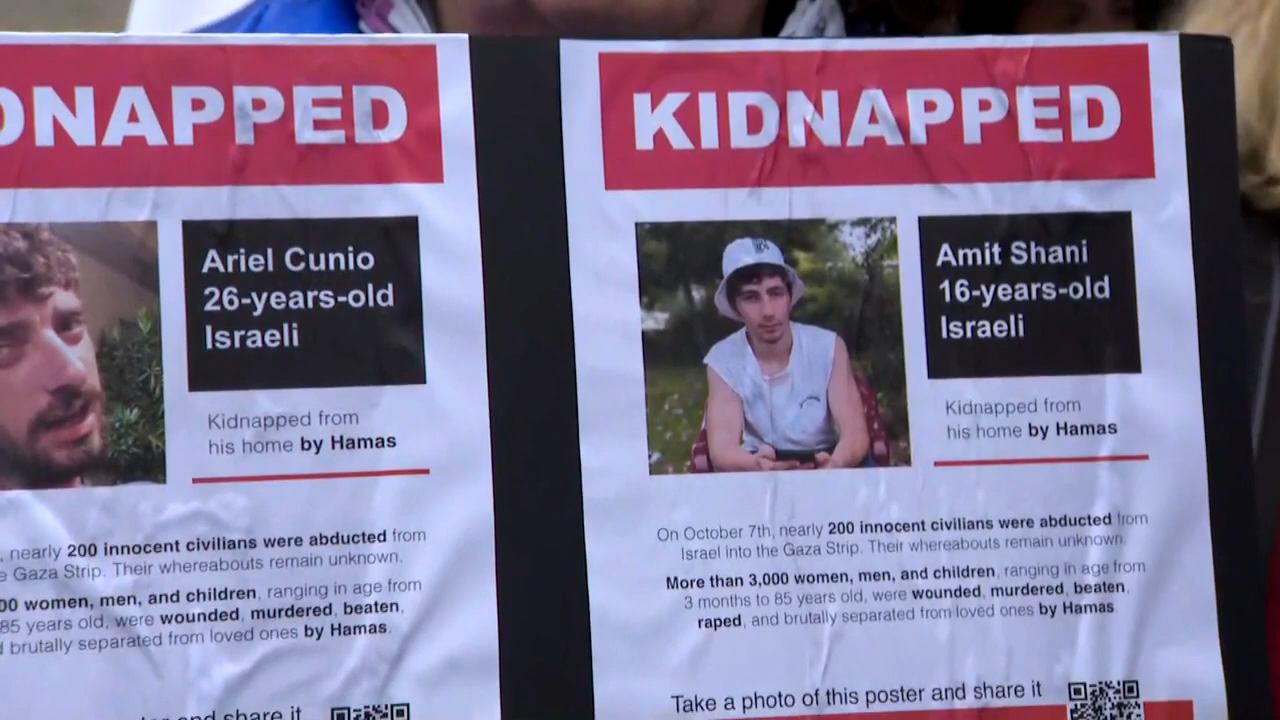 DNAPPED
Ariel Cunio
26-years-old
Israeli
Kidnapped from
his home by Hamas
, nearly 200 innocent civilians were abducted from
Gaza Strip. Their whereabouts remain unknown.
00 women, men, and children, ranging in age from
85 years old, were wounded, murdered, beaten,
brutally separated from loved ones by Hamas.
and share it
KIDNAPPED
Amit Shani
16-years-old
Israeli
Kidnapped from
his home by Hamas
On October 7th, nearly 200 innocent civilians were abducted from
Israel into the Gaza Strip. Their whereabouts remain unknown.
More than 3,000 women, men, and children, ranging in age from
3 months to 85 years old, were wounded, murdered, beaten,
raped, and brutally separated from loved ones by Hamas.
Take a photo of this poster and share it